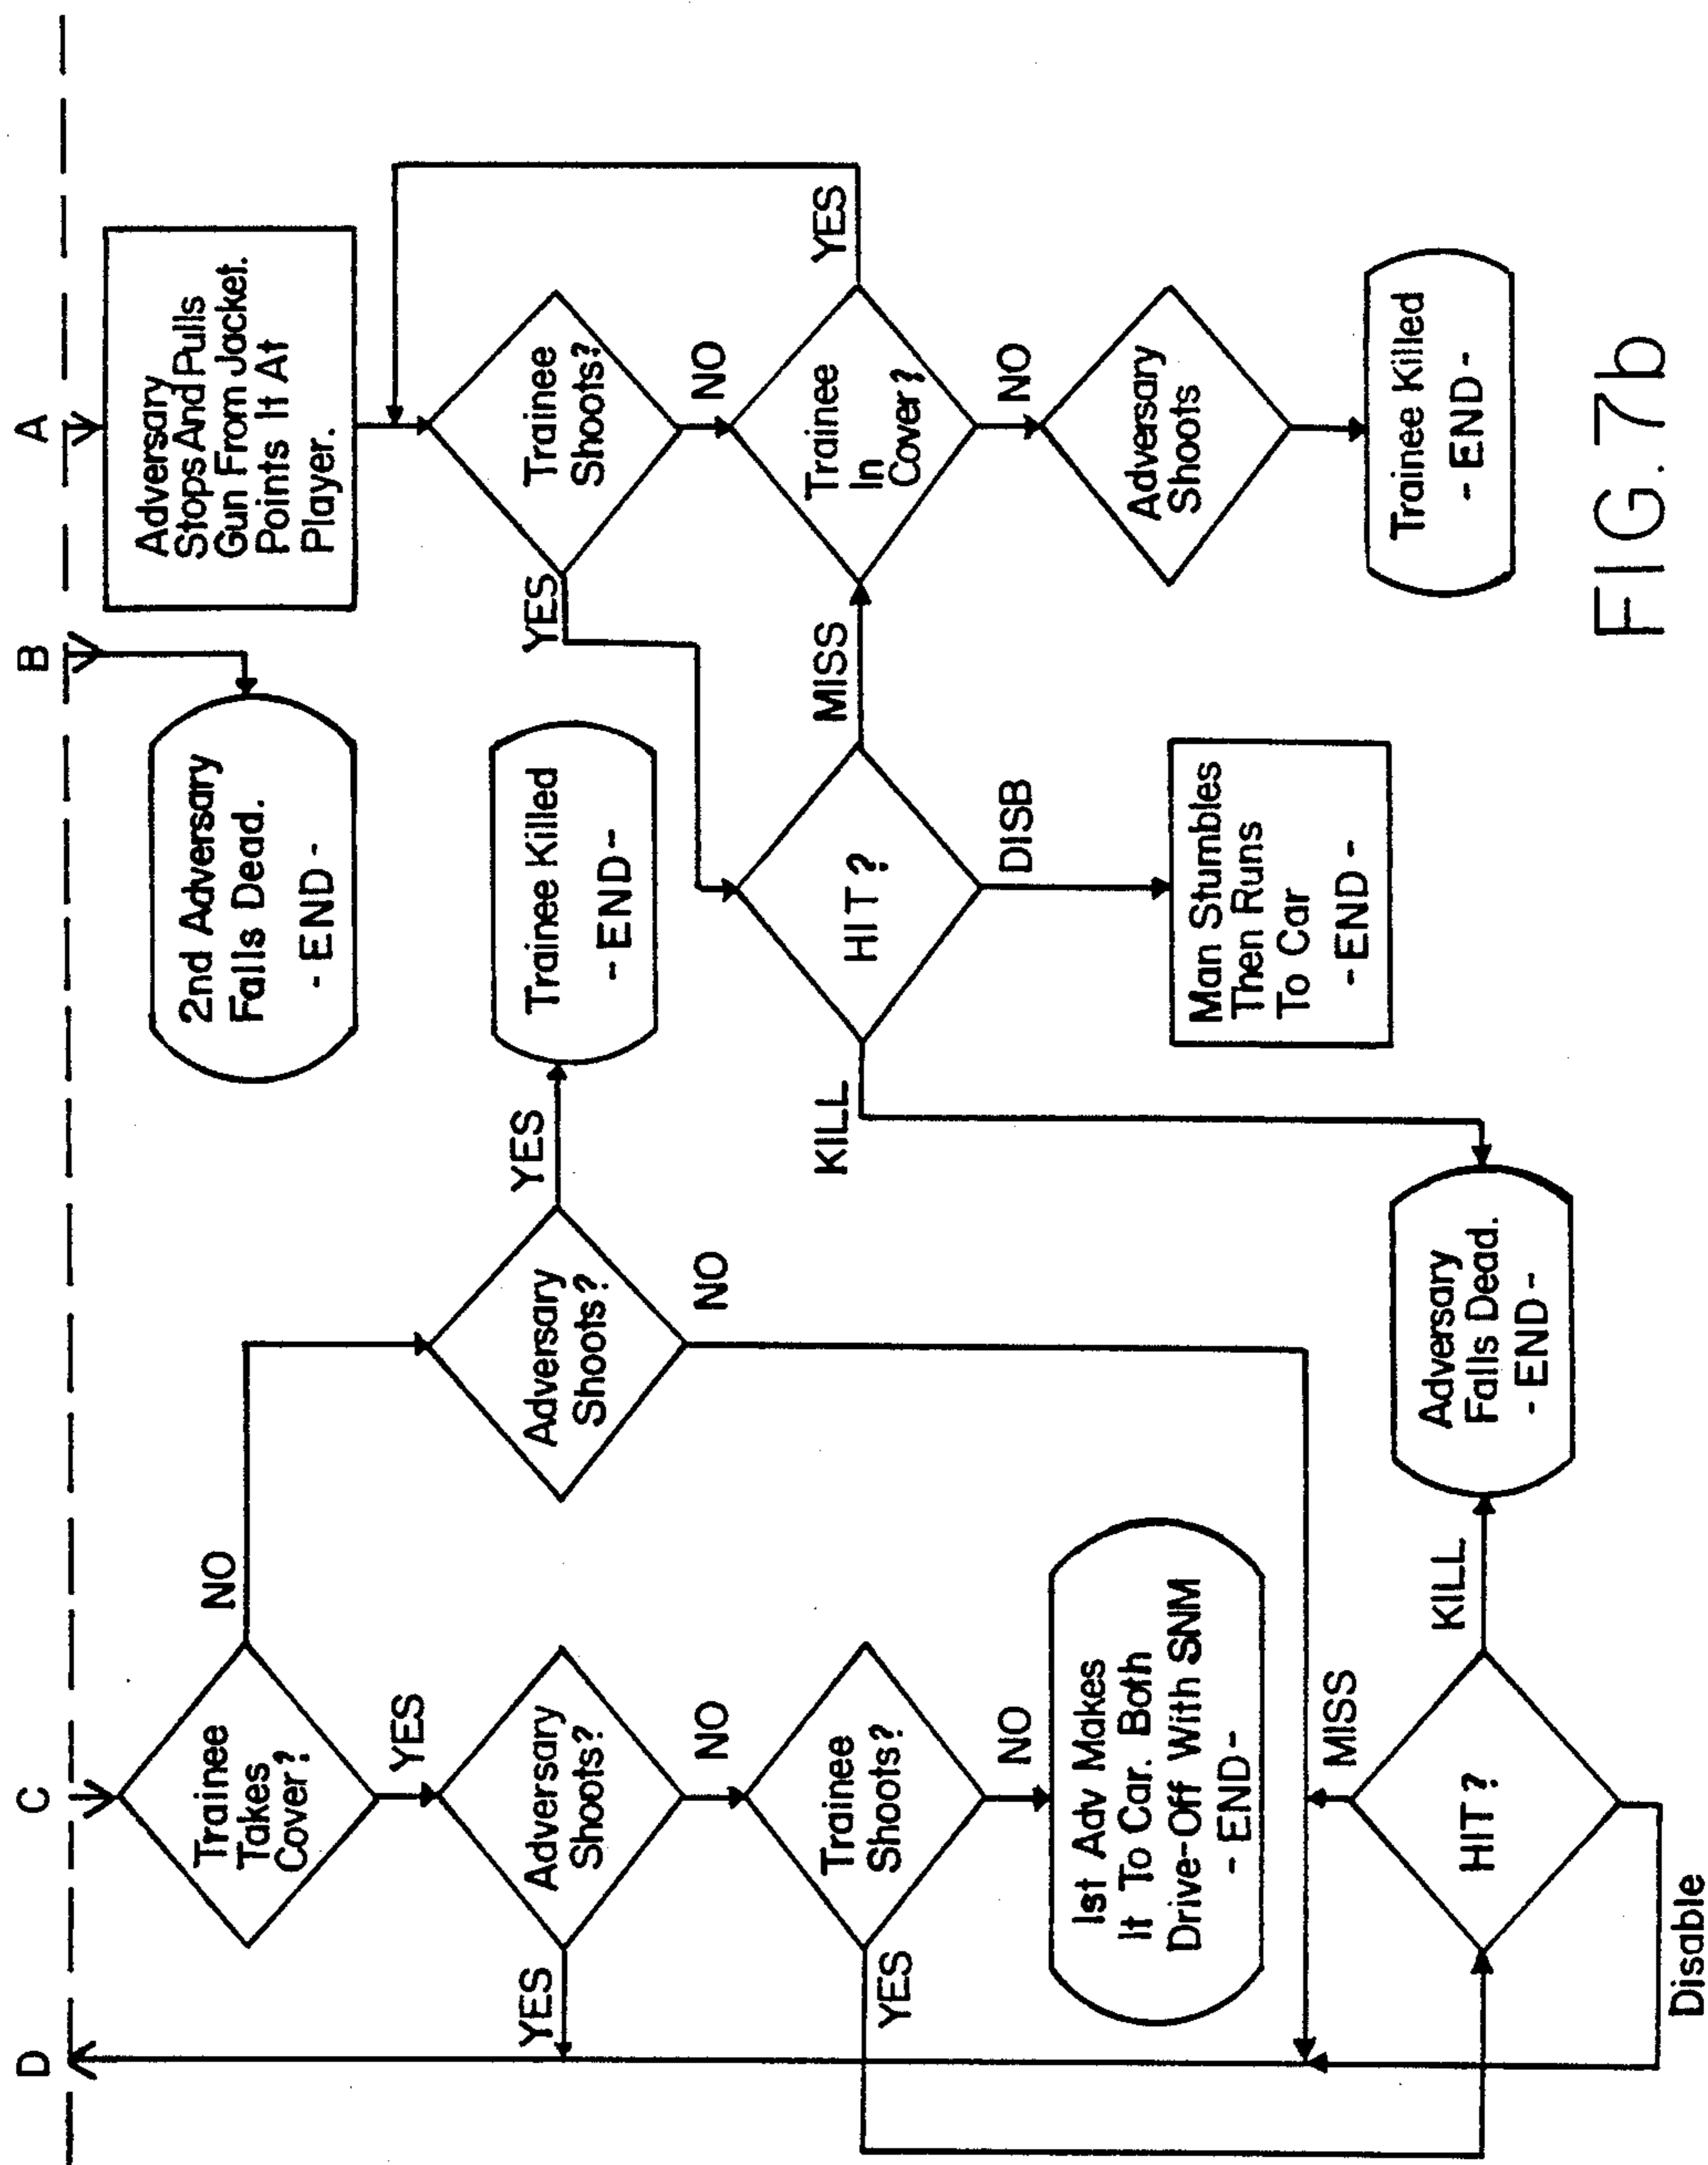 D
C
B
A
Trainee
Takes
Cover?
NO
2nd Adversary
Falls Dead.
- END -
Adversary
Stops And Pulls
Gun From Jacket.
Points It At
Player.
YES
YES
Adversary
Shoots?
Adversary
Shoots?
YES
Trainee Killed
- END -
YES
Trainee
Shoots?
NO
NO
NO
YES
Trainee
Shoots?
KILL
HIT?
MISS
Trainee
In
Cover?
YES
NO
DISB
NO
1st Adv Makes
It To Car. Both
Drive-Off With SNM
- END -
Man Stumbles
Then Runs
To Car
- END -
Adversary
Shoots
MISS
HIT?
KILL
Adversary
Falls Dead.
- END -
Trainee Killed
- END -
Disable
FIG. 7b